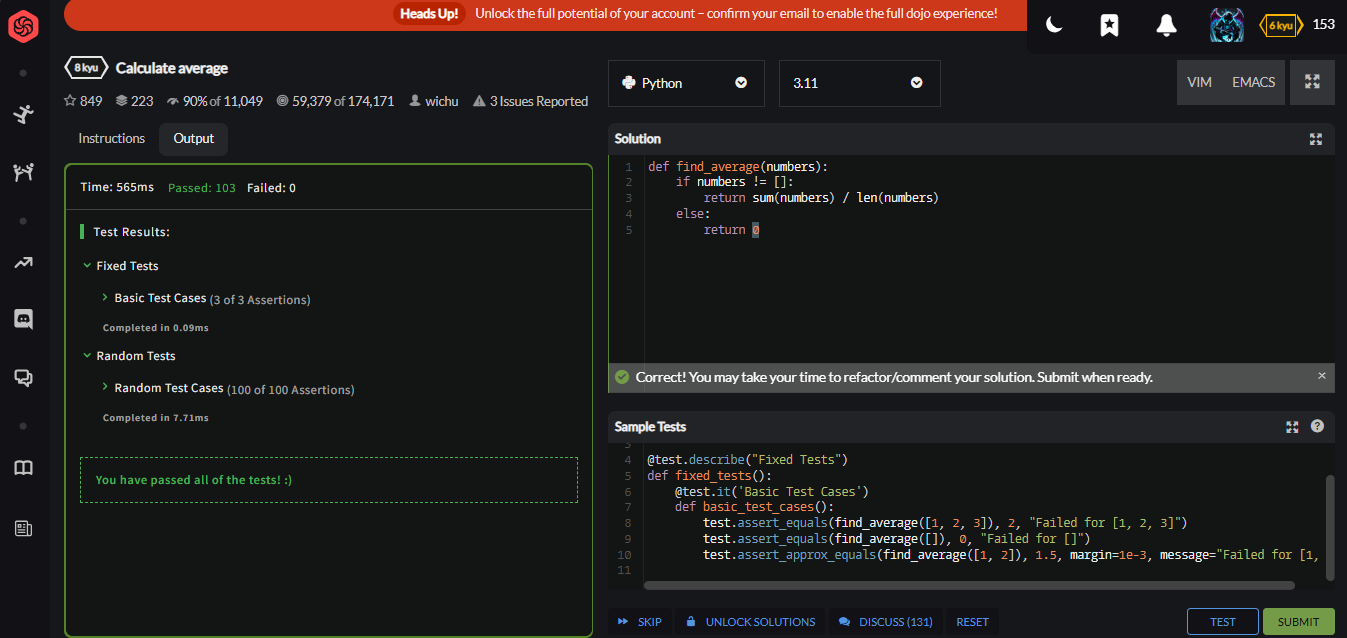 Heads Up! Unlock the full potential of your account – confirm your email to enable the full dojo experience!
6 kyu 153
8 kyu Calculate average
849 223 90% of 11,049 59,379 of 174,171 wichu 3 Issues Reported
Instructions Output
Time: 565ms Passed: 103 Failed: 0
Test Results:
Fixed Tests
Basic Test Cases (3 of 3 Assertions)
Completed in 0.09ms
Random Tests
Random Test Cases (100 of 100 Assertions)
Completed in 7.71ms
You have passed all of the tests! :)
Python 3.11 VIM EMACS
Solution
1 def find_average(numbers):
2 if numbers != []:
3 return sum(numbers) / len(numbers)
4 else:
5 return 0
Correct! You may take your time to refactor/comment your solution. Submit when ready. ×
Sample Tests ?
3
4 @test.describe("Fixed Tests")
5 def fixed_tests():
6 @test.it('Basic Test Cases')
7 def basic_test_cases():
8 test.assert_equals(find_average([1, 2, 3]), 2, "Failed for [1, 2, 3]")
9 test.assert_equals(find_average([]), 0, "Failed for []")
10 test.assert_approx_equals(find_average([1, 2]), 1.5, margin=1e-3, message="Failed for [1,
11
SKIP UNLOCK SOLUTIONS DISCUSS (131) RESET TEST SUBMIT